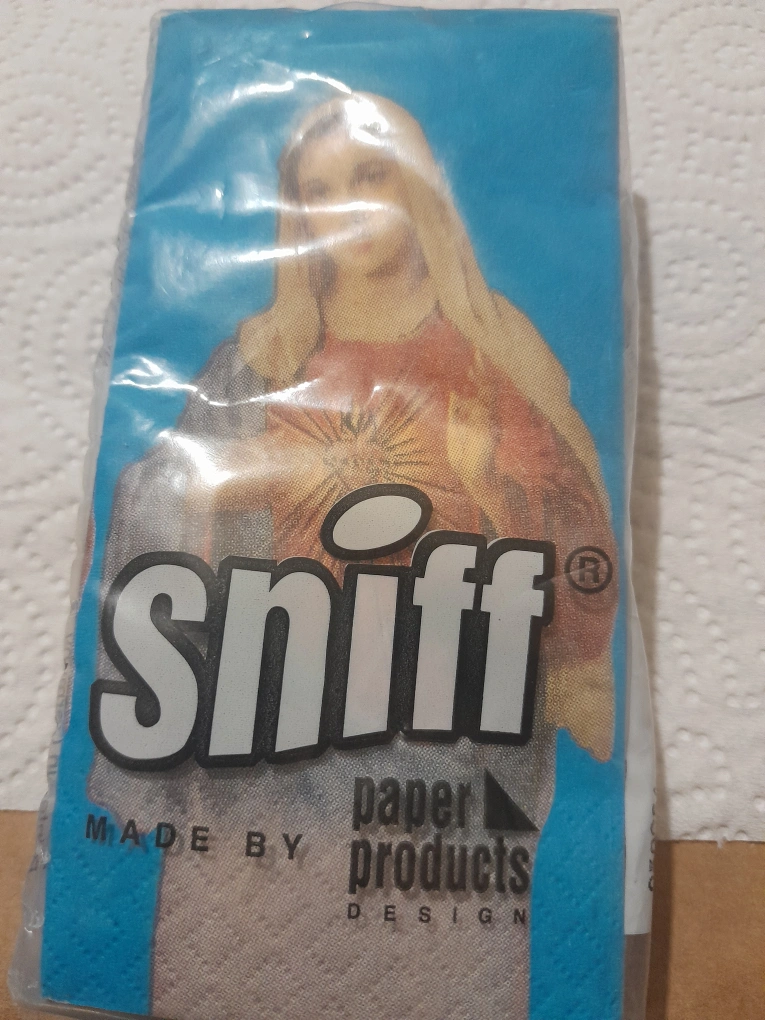 sniff®
MADE BY
paper
products
DESIGN